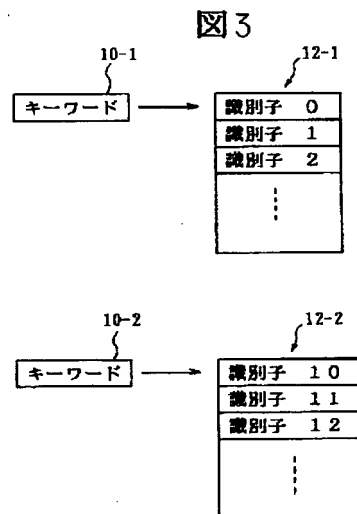 図3
10-1
12-1
キーワード
識別子 0
識別子 1
識別子 2
10-2
12-2
キーワード
識別子 10
識別子 11
識別子 12